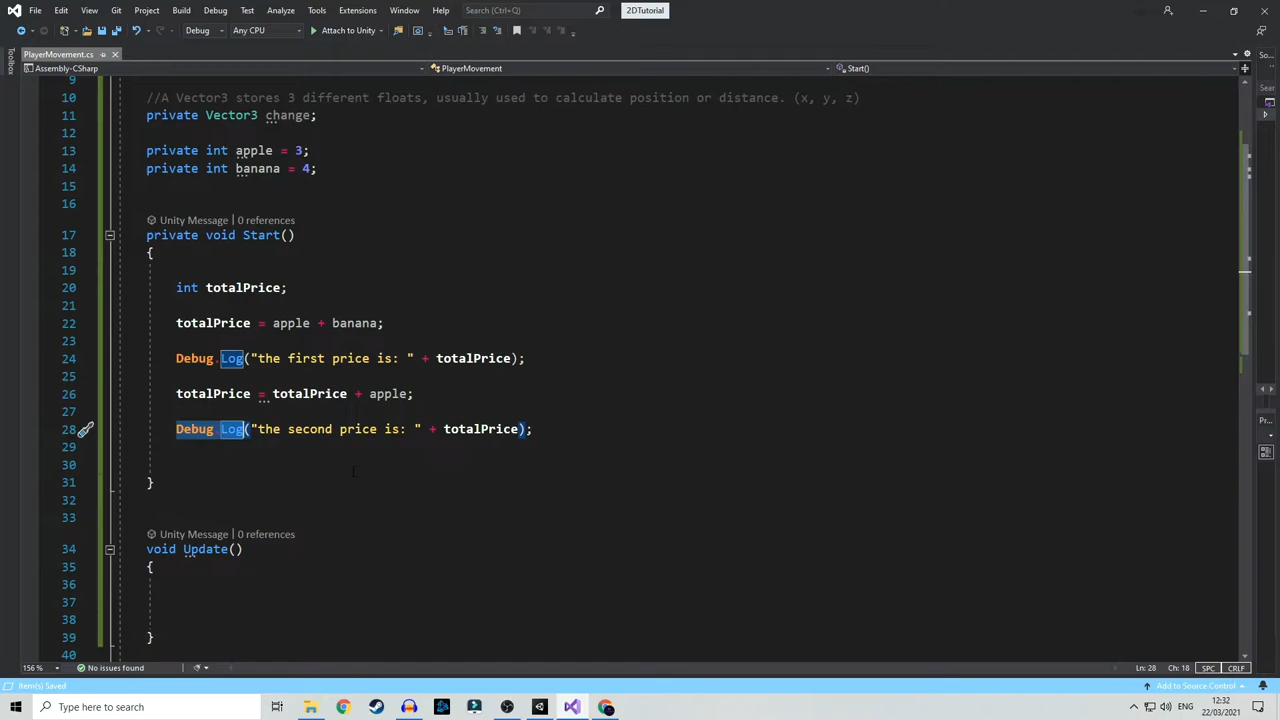 File Edit View Git Project Build Debug Test Analyze Tools Extensions Window Help Search (Ctrl+Q) 2DTutorial
Debug Any CPU Attach to Unity
PlayerMovement.cs
Assembly-CSharp PlayerMovement Start()
Toolbox
9
10 //A Vector3 stores 3 different floats, usually used to calculate position or distance. (x, y, z)
11 private Vector3 change;
12
13 private int apple = 3;
14 private int banana = 4;
15
16
Unity Message | 0 references
17 private void Start()
18 {
19
20 int totalPrice;
21
22 totalPrice = apple + banana;
23
24 Debug.Log("the first price is: " + totalPrice);
25
26 totalPrice = totalPrice + apple;
27
28 Debug.Log("the second price is: " + totalPrice);
29
30
31 }
32
33
Unity Message | 0 references
34 void Update()
35 {
36
37
38
39 }
40
So...
Sear
Pr...
156 % No issues found Ln: 28 Ch: 18 SPC CRLF
Item(s) Saved Add to Source Control
Type here to search ENG 12:32
22/03/2021